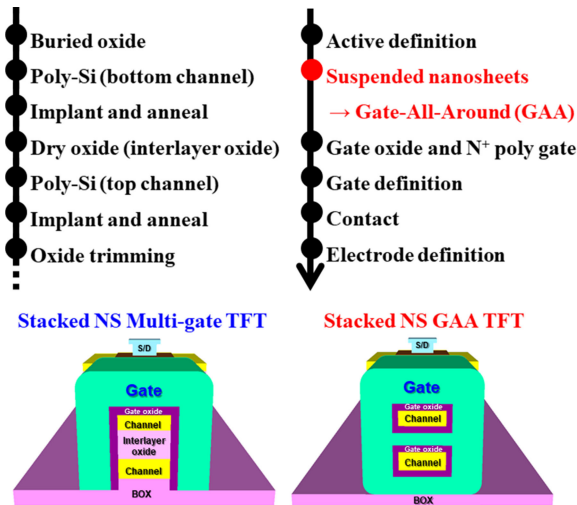 Buried oxide
Poly-Si (bottom channel)
Implant and anneal
Dry oxide (interlayer oxide)
Poly-Si (top channel)
Implant and anneal
Oxide trimming
Active definition
Suspended nanosheets
→ Gate-All-Around (GAA)
Gate oxide and N⁺ poly gate
Gate definition
Contact
Electrode definition
Stacked NS Multi-gate TFT
S/D
Gate
Gate oxide
Channel
Interlayer
oxide
Channel
BOX
Stacked NS GAA TFT
S/D
Gate
Gate oxide
Channel
Gate oxide
Channel
BOX